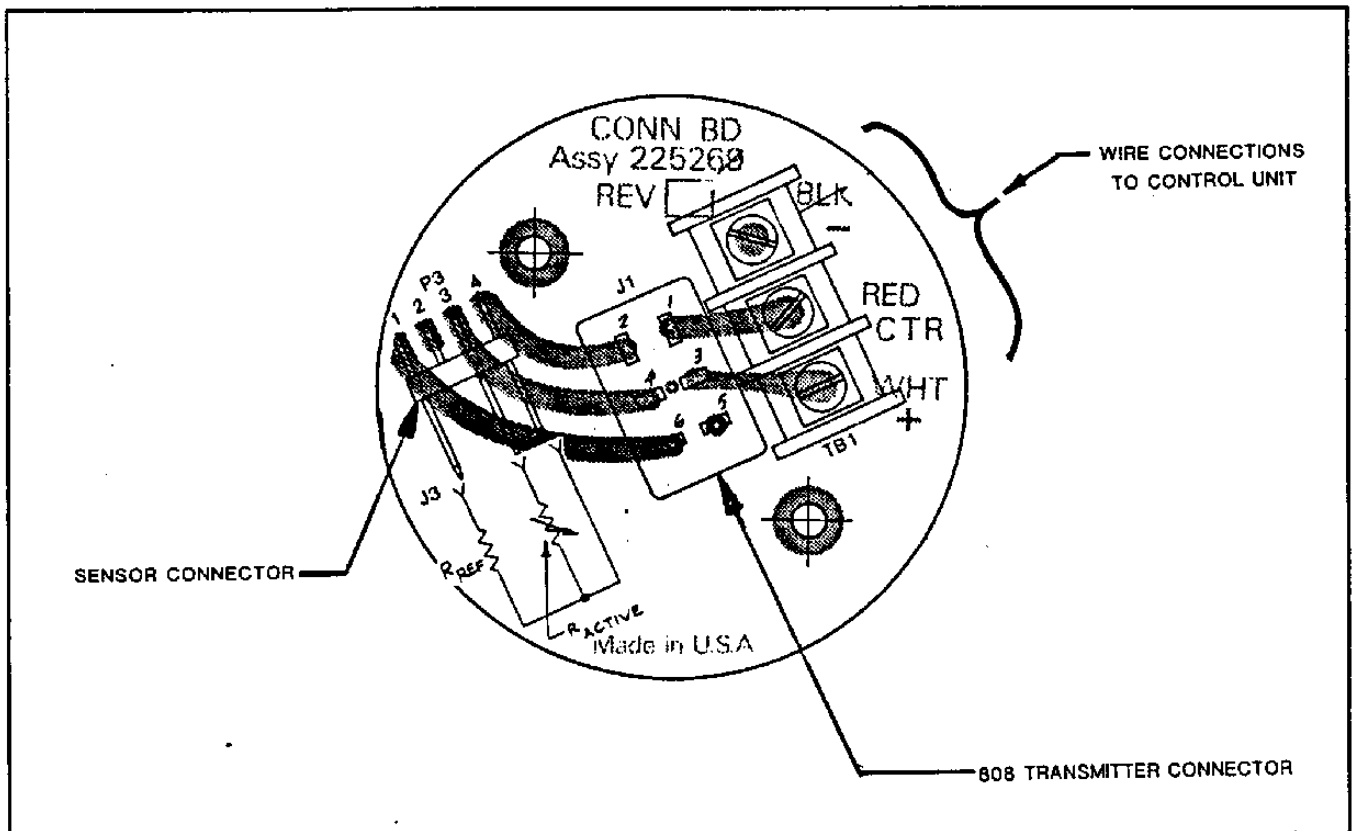 CONN BD
Assy 225268
REV
BLK
−
WIRE CONNECTIONS
TO CONTROL UNIT
RED
CTR
WHT
+
TB1
J1
1
2
3
4
5
6
P3
1
2
3
4
J3
SENSOR CONNECTOR
R REF
R ACTIVE
Made in U.S.A
808 TRANSMITTER CONNECTOR